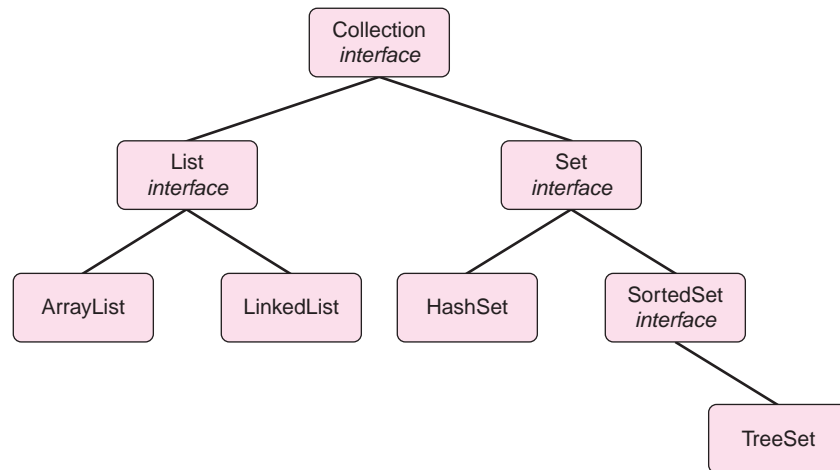 Collection
interface
List
interface
Set
interface
ArrayList
LinkedList
HashSet
SortedSet
interface
TreeSet